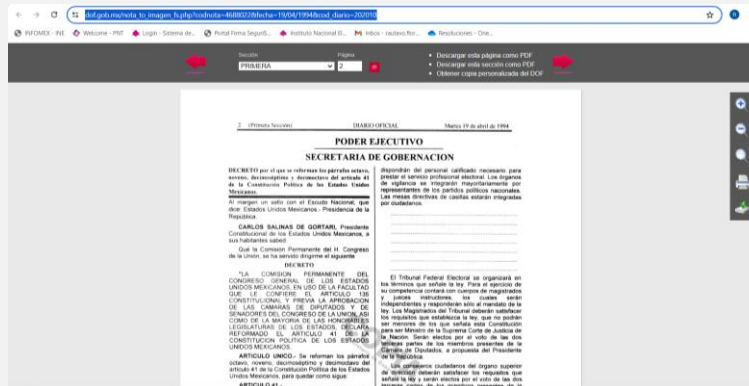 dof.gob.mx/nota_to_imagen_fs.php?codnota=4688022&fecha=19/04/1994&cod_diario=202010
INFOMEX - INE Welcome - PNT Login - Sistema de... Portal Firma Seguró... Instituto Nacional El... Inbox - rautavo.flor... Resoluciones - One...
Sección Página
PRIMERA 2
Descargar esta página como PDF
Descargar esta sección como PDF
Obtener copia personalizada del DOF
2 (Primera Sección) DIARIO OFICIAL Martes 19 de abril de 1994
PODER EJECUTIVO
SECRETARIA DE GOBERNACION
DECRETO por el que se reforman los párrafos octavo,
noveno, decimoséptimo y decimoctavo del artículo 41
de la Constitución Política de los Estados Unidos
Mexicanos.
Al margen un sello con el Escudo Nacional, que
dice: Estados Unidos Mexicanos.- Presidencia de la
República.
CARLOS SALINAS DE GORTARI, Presidente
Constitucional de los Estados Unidos Mexicanos, a
sus habitantes sabed:
Que la Comisión Permanente del H. Congreso
de la Unión, se ha servido dirigirme el siguiente
DECRETO
"LA COMISION PERMANENTE DEL
CONGRESO GENERAL DE LOS ESTADOS
UNIDOS MEXICANOS, EN USO DE LA FACULTAD
QUE LE CONFIERE EL ARTICULO 135
CONSTITUCIONAL Y PREVIA LA APROBACION
DE LAS CAMARAS DE DIPUTADOS Y DE
SENADORES DEL CONGRESO DE LA UNION, ASI
COMO DE LA MAYORIA DE LAS HONORABLES
LEGISLATURAS DE LOS ESTADOS, DECLARA
REFORMADO EL ARTICULO 41 DE LA
CONSTITUCION POLITICA DE LOS ESTADOS
UNIDOS MEXICANOS.
ARTICULO UNICO.- Se reforman los párrafos
octavo, noveno, decimoséptimo y decimoctavo del
artículo 41 de la Constitución Política de los Estados
Unidos Mexicanos, para quedar como sigue:
ARTICULO 41.-
dispondrán del personal calificado necesario para
prestar el servicio profesional electoral. Los órganos
de vigilancia se integrarán mayoritariamente por
representantes de los partidos políticos nacionales.
Las mesas directivas de casillas estarán integradas
por ciudadanos.
El Tribunal Federal Electoral se organizará en
los términos que señale la ley. Para el ejercicio de
su competencia contará con cuerpos de magistrados
y jueces instructores, los cuales serán
independientes y responderán sólo al mandato de la
ley. Los Magistrados del Tribunal deberán satisfacer
los requisitos que establezca la ley, que no podrán
ser menores de los que señala esta Constitución
para ser Ministro de la Suprema Corte de Justicia de
la Nación. Serán electos por el voto de las dos
terceras partes de los miembros presentes de la
Cámara de Diputados, a propuesta del Presidente
de la República.
Los consejeros ciudadanos del órgano superior
de dirección deberán satisfacer los requisitos que
señale la ley y serán electos por el voto de las dos
terceras partes de los miembros presentes de la